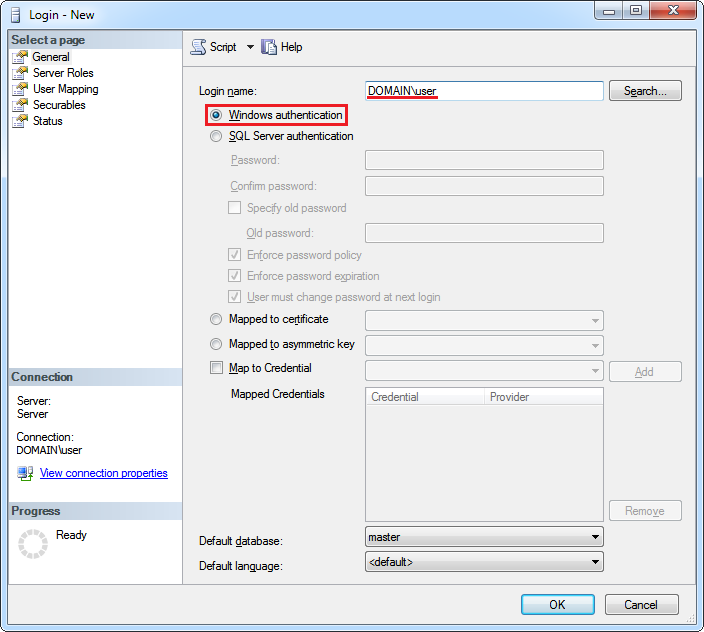 Login - New
Select a page
General
Server Roles
User Mapping
Securables
Status
Connection
Server:
Server
Connection:
DOMAIN\user
View connection properties
Progress
Ready
Script Help
Login name: DOMAIN\user Search...
Windows authentication
SQL Server authentication
Password:
Confirm password:
Specify old password
Old password:
Enforce password policy
Enforce password expiration
User must change password at next login
Mapped to certificate
Mapped to asymmetric key
Map to Credential Add
Mapped Credentials Credential Provider
Remove
Default database: master
Default language: <default>
OK Cancel